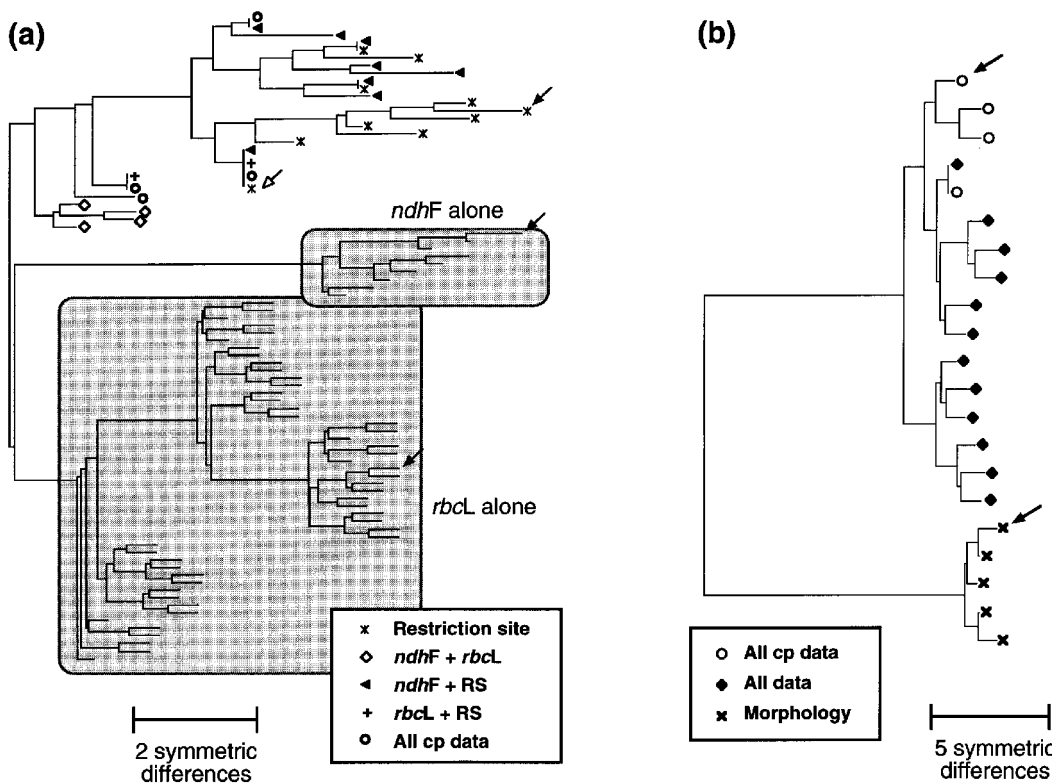 (a)
ndhF alone
rbcL alone
Restriction site
ndhF + rbcL
ndhF + RS
rbcL + RS
All cp data
2 symmetric
differences
(b)
All cp data
All data
Morphology
5 symmetric
differences